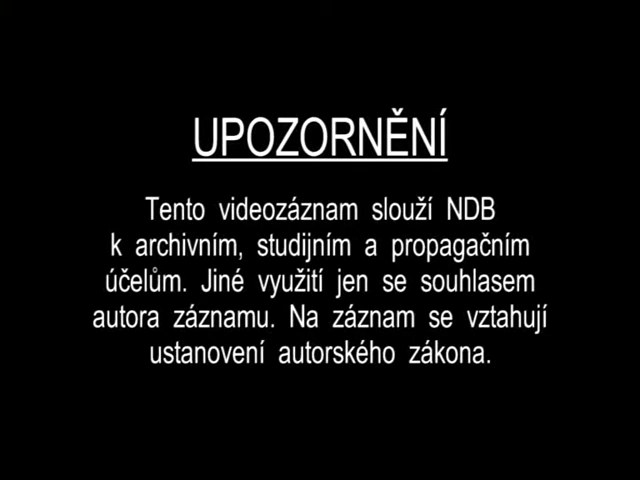 UPOZORNĚNÍ
Tento videozáznam slouží NDB
k archivním, studijním a propagačním
účelům. Jiné využití jen se souhlasem
autora záznamu. Na záznam se vztahují
ustanovení autorského zákona.